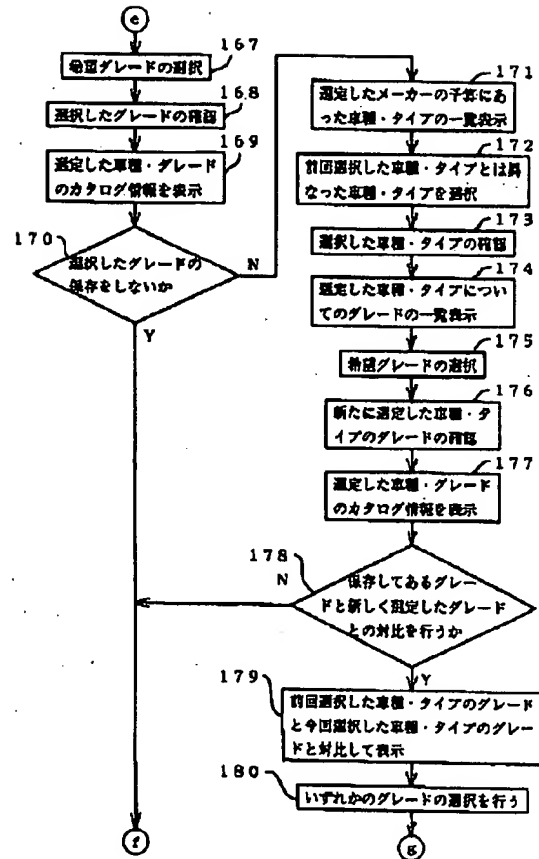 e
167
希望グレードの選択
168
選択したグレードの確認
169
選定した車種・グレード
のカタログ情報を表示
170
選択したグレードの
保存をしないか
N
Y
171
選定したメーカーの予算にあ
った車種・タイプの一覧表示
172
前回選択した車種・タイプとは異
なった車種・タイプを選択
173
選択した車種・タイプの確認
174
選定した車種・タイプについ
てのグレードの一覧表示
175
希望グレードの選択
176
新たに選定した車種・タ
イプのグレードの確認
177
選定した車種・グレード
のカタログ情報を表示
178
N
保存してあるグレー
ドと新しく選定したグレード
との対比を行うか
Y
179
前回選択した車種・タイプのグレード
と今回選択した車種・タイプのグレー
ドと対比して表示
180
いずれかのグレードの選択を行う
f
g